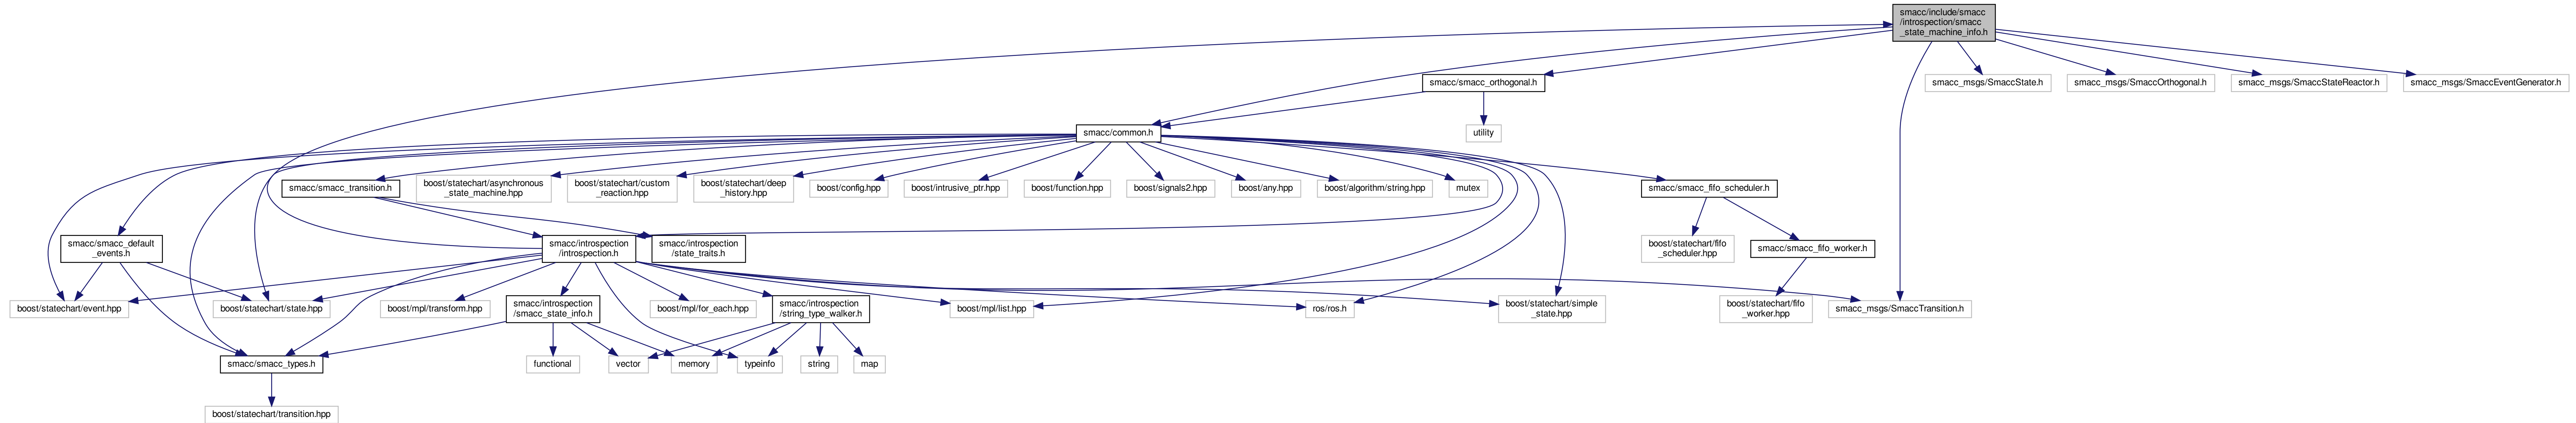 smacc/include/smacc
/introspection/smacc
_state_machine_info.h
smacc/smacc_orthogonal.h
smacc_msgs/SmaccState.h
smacc_msgs/SmaccOrthogonal.h
smacc_msgs/SmaccStateReactor.h
smacc_msgs/SmaccEventGenerator.h
smacc/common.h
utility
smacc/smacc_transition.h
boost/statechart/asynchronous
_state_machine.hpp
boost/statechart/custom
_reaction.hpp
boost/statechart/deep
_history.hpp
boost/config.hpp
boost/intrusive_ptr.hpp
boost/function.hpp
boost/signals2.hpp
boost/any.hpp
boost/algorithm/string.hpp
mutex
smacc/smacc_fifo_scheduler.h
smacc/smacc_default
_events.h
smacc/introspection
/introspection.h
smacc/introspection
/state_traits.h
boost/statechart/fifo
_scheduler.hpp
smacc/smacc_fifo_worker.h
boost/statechart/event.hpp
boost/statechart/state.hpp
boost/mpl/transform.hpp
smacc/introspection
/smacc_state_info.h
boost/mpl/for_each.hpp
smacc/introspection
/string_type_walker.h
boost/mpl/list.hpp
ros/ros.h
boost/statechart/simple
_state.hpp
boost/statechart/fifo
_worker.hpp
smacc_msgs/SmaccTransition.h
smacc/smacc_types.h
functional
vector
memory
typeinfo
string
map
boost/statechart/transition.hpp